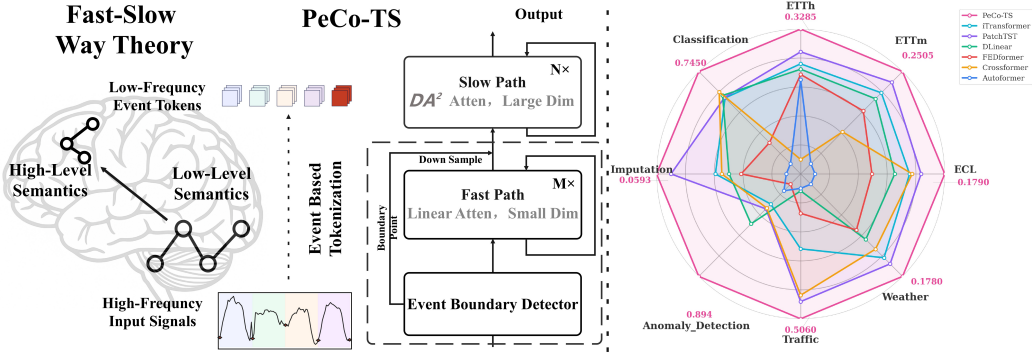 Fast-Slow
Way Theory
Low-Frequncy
Event Tokens
High-Level
Semantics
Low-Level
Semantics
High-Frequncy
Input Signals
PeCo-TS
Output
Slow Path
N×
DA² Atten, Large Dim
Down Sample
Fast Path
M×
Linear Atten, Small Dim
Boundary
Point
Event Based
Tokenization
Event Boundary Detector
ETTh
0.3285
ETTm
0.2505
ECL
0.1790
0.1780
Weather
0.5060
Traffic
0.894
Anomaly_Detection
Imputation
0.0593
Classification
0.7450
PeCo-TS
iTransformer
PatchTST
DLinear
FEDformer
Crossformer
Autoformer